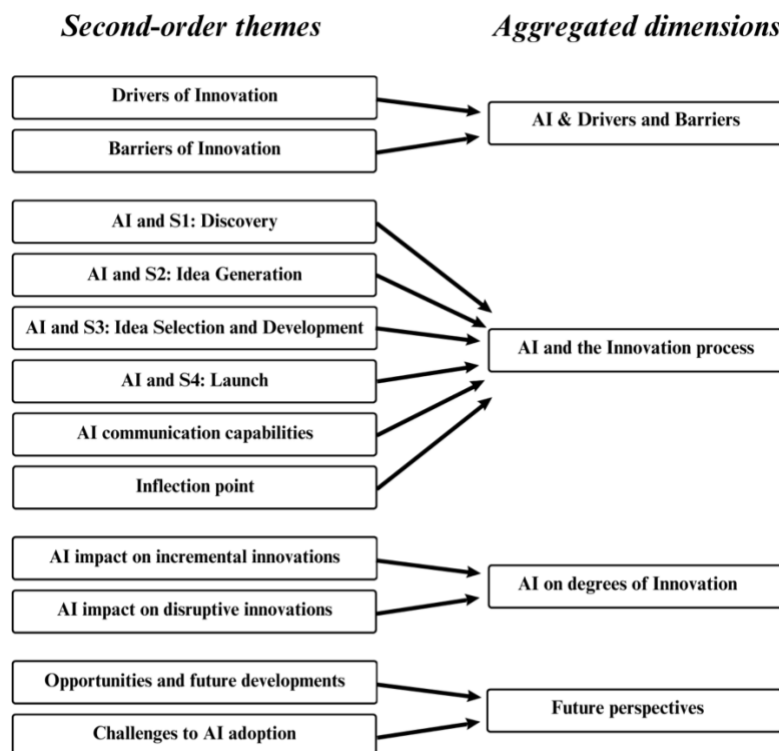 Second-order themes
Aggregated dimensions
Drivers of Innovation
AI & Drivers and Barriers
Barriers of Innovation
AI and S1: Discovery
AI and S2: Idea Generation
AI and S3: Idea Selection and Development
AI and the Innovation process
AI and S4: Launch
AI communication capabilities
Inflection point
AI impact on incremental innovations
AI on degrees of Innovation
AI impact on disruptive innovations
Opportunities and future developments
Future perspectives
Challenges to AI adoption